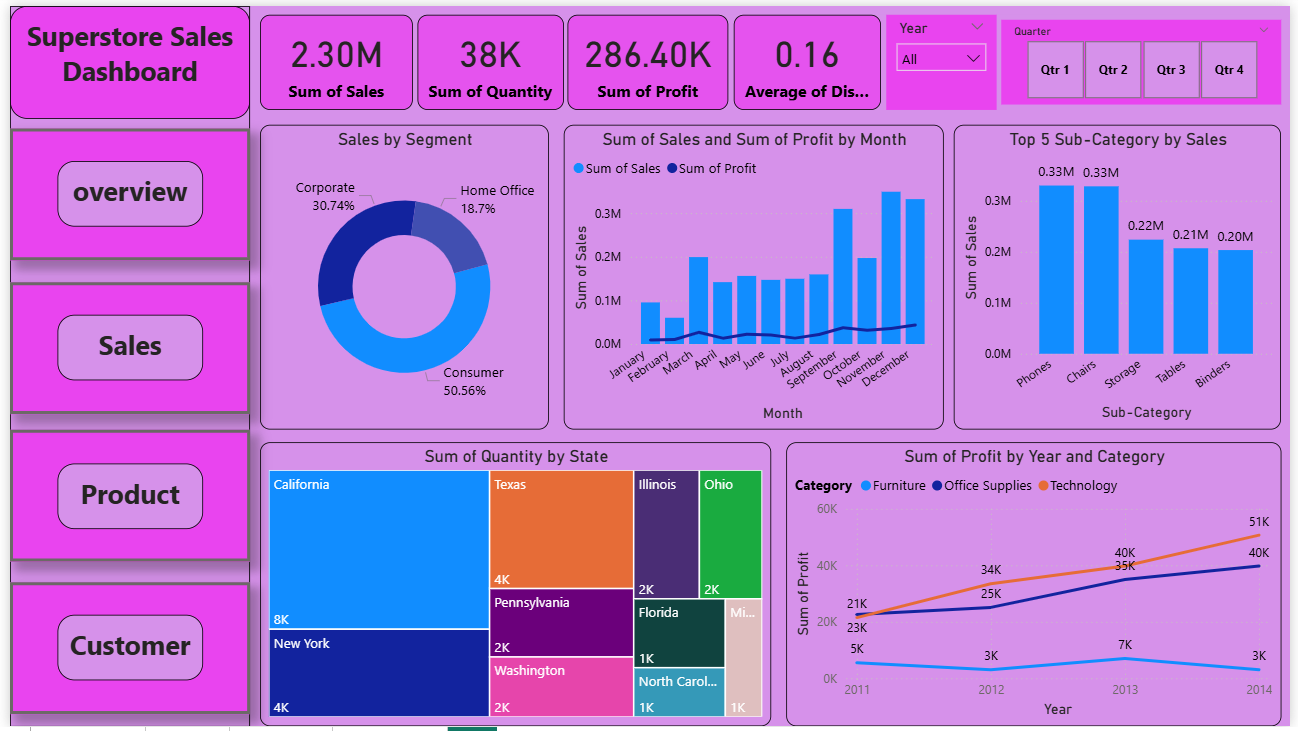 Superstore Sales
Dashboard
overview
Sales
Product
Customer
2.30M
Sum of Sales
38K
Sum of Quantity
286.40K
Sum of Profit
0.16
Average of Dis...
Year
All
Quarter
Qtr 1
Qtr 2
Qtr 3
Qtr 4
Sales by Segment
Corporate
30.74%
Home Office
18.7%
Consumer
50.56%
Sum of Sales and Sum of Profit by Month
Sum of Sales
Sum of Profit
Sum of Sales
0.3M
0.2M
0.1M
0.0M
January
February
March
April
May
June
July
August
September
October
November
December
Month
Top 5 Sub-Category by Sales
Sum of Sales
0.3M
0.2M
0.1M
0.0M
0.33M
0.33M
0.22M
0.21M
0.20M
Phones
Chairs
Storage
Tables
Binders
Sub-Category
Sum of Quantity by State
California
8K
New York
4K
Texas
4K
Pennsylvania
2K
Washington
2K
Illinois
2K
Ohio
2K
Florida
1K
North Carol...
1K
Mi...
1K
Sum of Profit by Year and Category
Category
Furniture
Office Supplies
Technology
Sum of Profit
60K
40K
20K
0K
21K
23K
5K
34K
25K
3K
40K
35K
7K
51K
40K
3K
2011
2012
2013
2014
Year